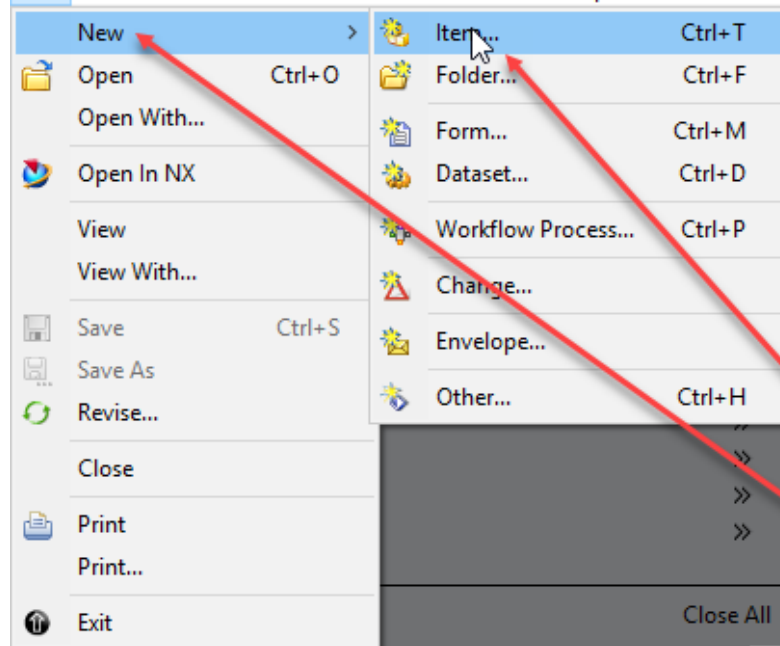 New
Open Ctrl+O
Open With...
Open In NX
View
View With...
Save Ctrl+S
Save As
Revise...
Close
Print
Print...
Exit
Item... Ctrl+T
Folder... Ctrl+F
Form... Ctrl+M
Dataset... Ctrl+D
Workflow Process... Ctrl+P
Change...
Envelope...
Other... Ctrl+H
Close All